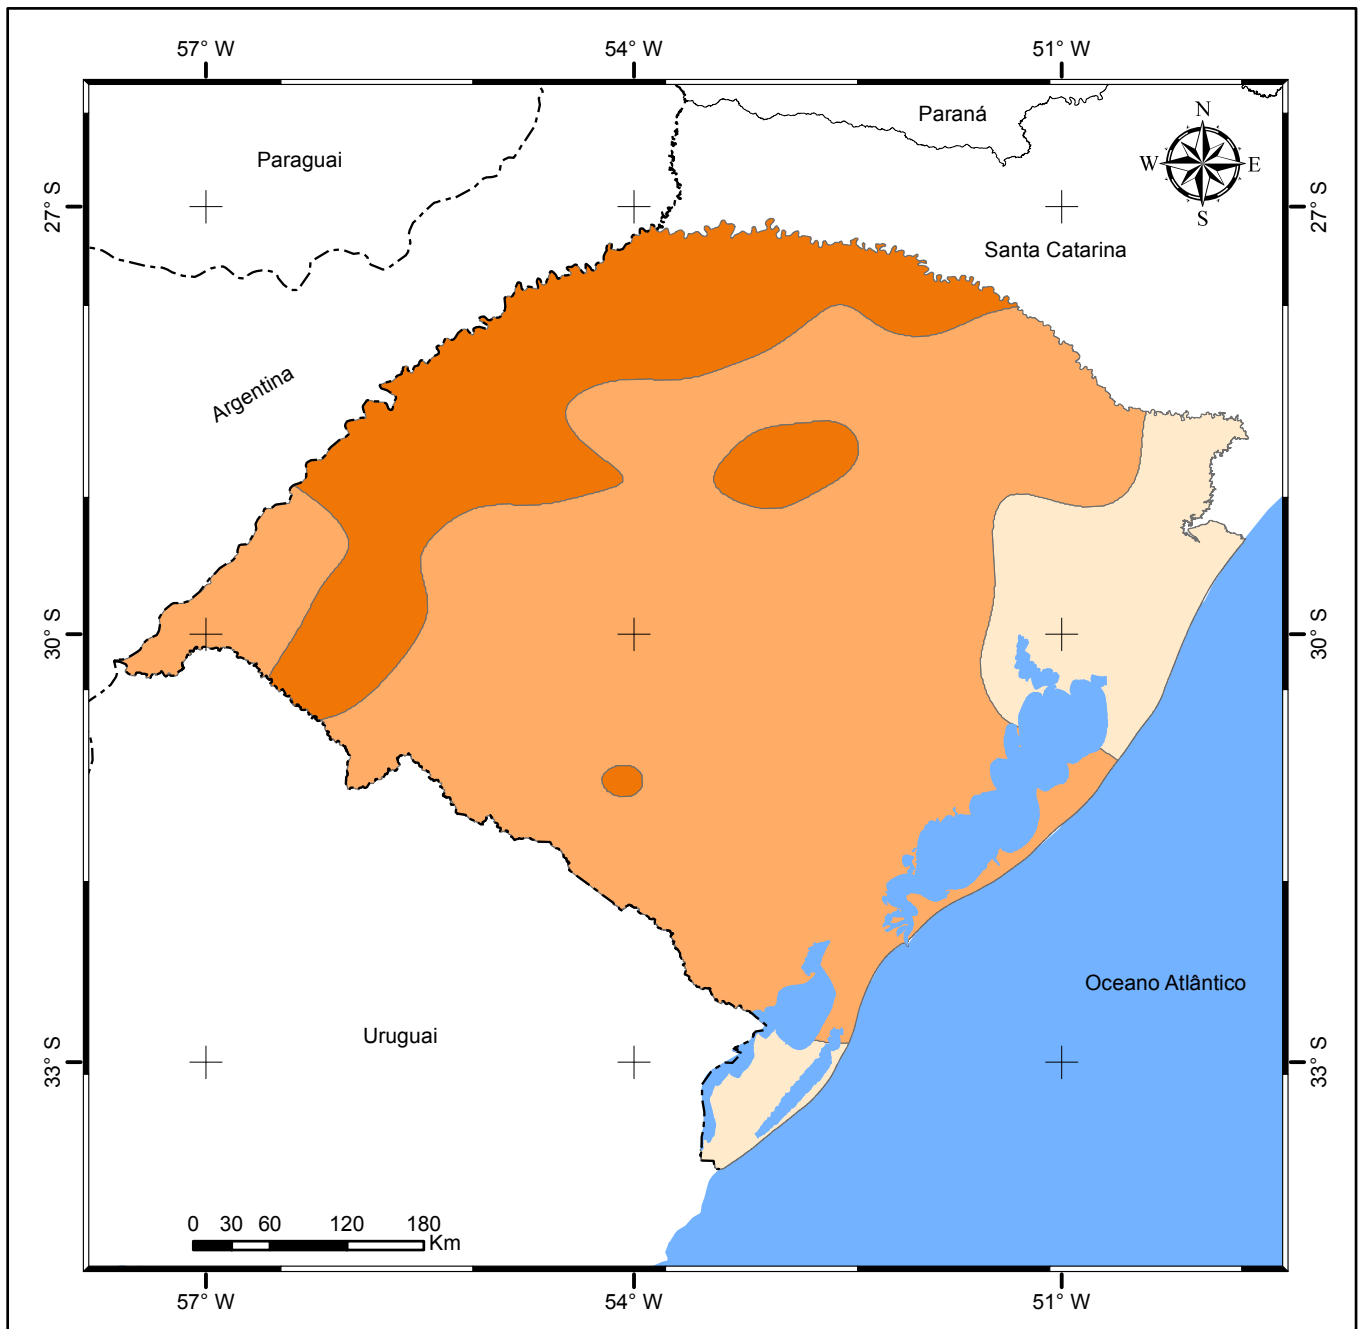 57° W 54° W 51° W
Paraná
N
Paraguai
W E
S
27° S 27° S
Santa Catarina
Argentina
30° S 30° S
Oceano Atlântico
Uruguai
33° S 33° S
0 30 60 120 180
Km
57° W 54° W 51° W